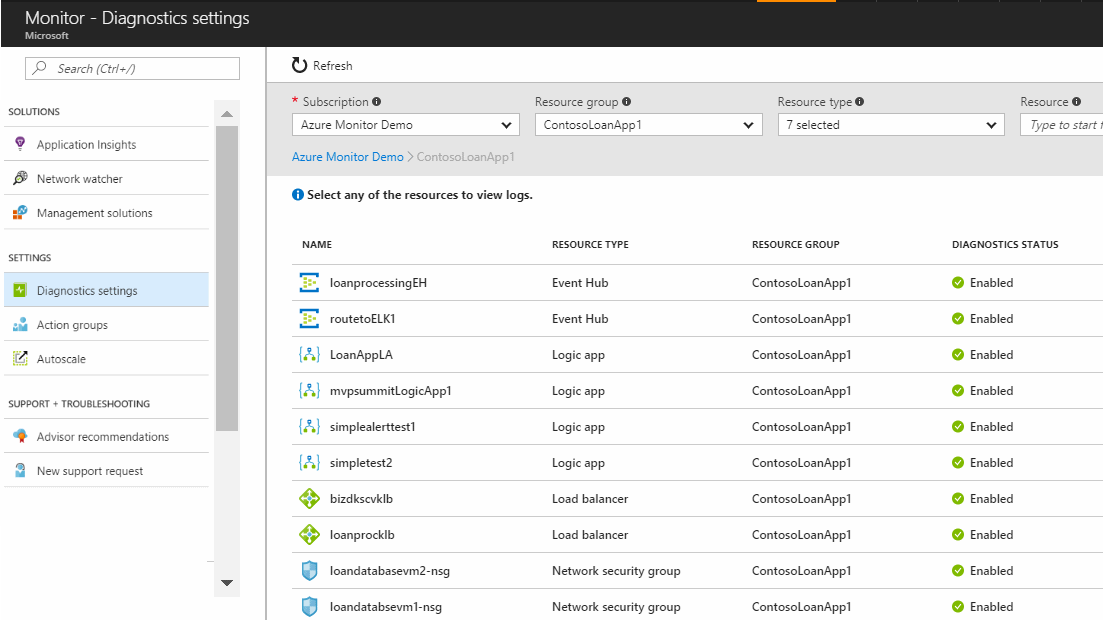 Monitor - Diagnostics settings
Microsoft
Search (Ctrl+/)
SOLUTIONS
Application Insights
Network watcher
Management solutions
SETTINGS
Diagnostics settings
Action groups
Autoscale
SUPPORT + TROUBLESHOOTING
Advisor recommendations
New support request
Refresh
* Subscription Resource group Resource type Resource
Azure Monitor Demo ContosoLoanApp1 7 selected Type to start f
Azure Monitor Demo > ContosoLoanApp1
Select any of the resources to view logs.
NAME RESOURCE TYPE RESOURCE GROUP DIAGNOSTICS STATUS
loanprocessingEH Event Hub ContosoLoanApp1 Enabled
routetoELK1 Event Hub ContosoLoanApp1 Enabled
LoanAppLA Logic app ContosoLoanApp1 Enabled
mvpsummitLogicApp1 Logic app ContosoLoanApp1 Enabled
simplealerttest1 Logic app ContosoLoanApp1 Enabled
simpletest2 Logic app ContosoLoanApp1 Enabled
bizdkscvklb Load balancer ContosoLoanApp1 Enabled
loanprocklb Load balancer ContosoLoanApp1 Enabled
loandatabasevm2-nsg Network security group ContosoLoanApp1 Enabled
loandatabsevm1-nsg Network security group ContosoLoanApp1 Enabled